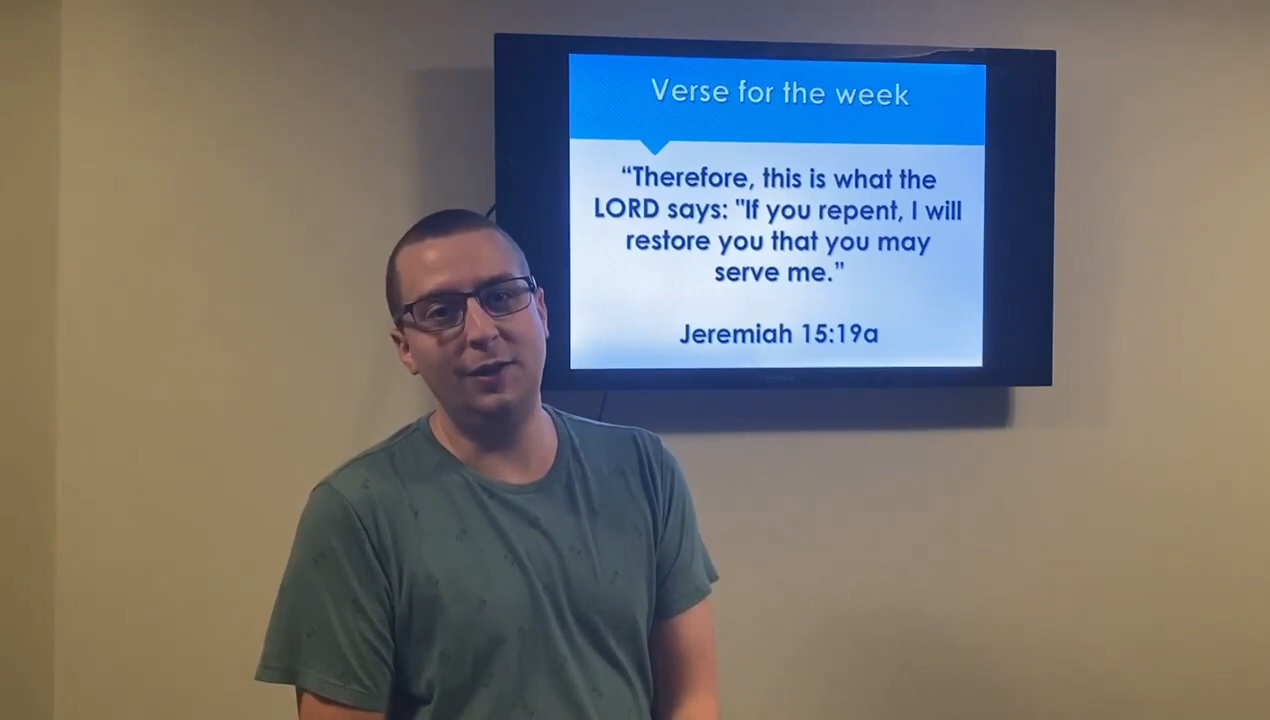 Verse for the week
“Therefore, this is what the
LORD says: "If you repent, I will
restore you that you may
serve me.”
Jeremiah 15:19a